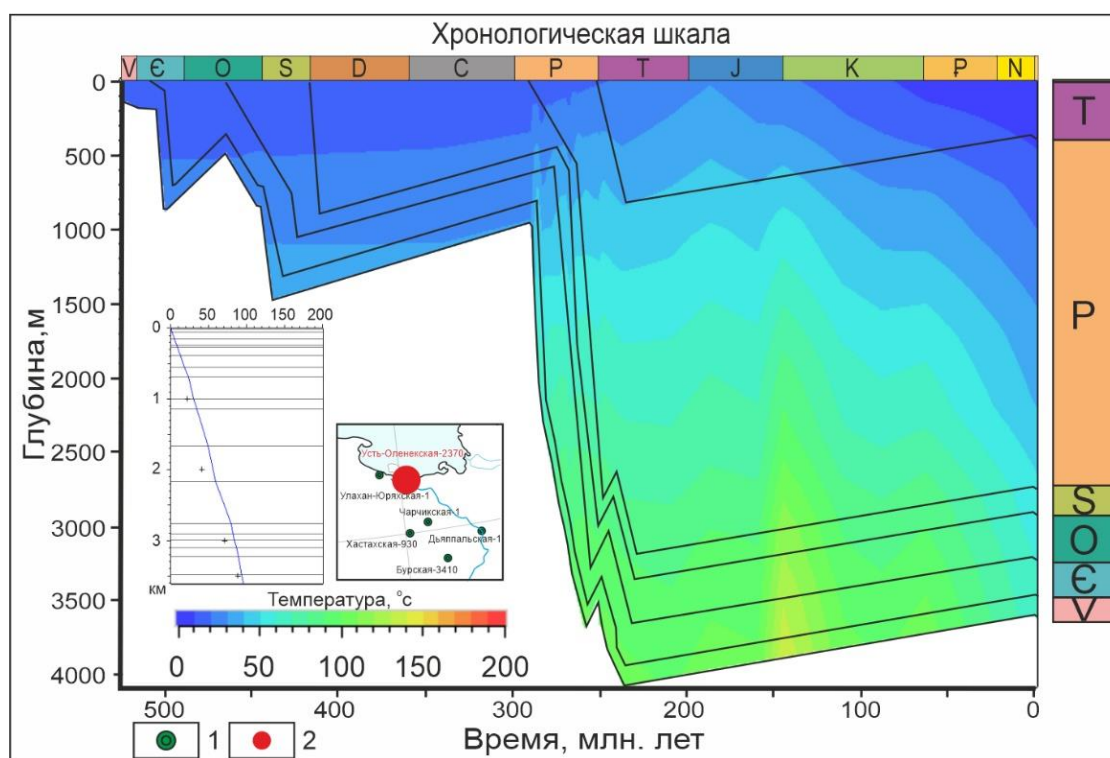 Хронологическая шкала
V Є O S D C P T J K ₽ N
Глубина,м
0
500
1000
1500
2000
2500
3000
3500
4000
T
P
S
O
Є
V
0 50 100 150 200
0
1
2
3
КМ
Усть-Оленекская-2370
Улахан-Юряхская-1
Чарчикская-1
Хастахская-930
Дьяппальская-1
Бурская-3410
Температура, °с
0 50 100 150 200
500 400 300 200 100 0
Время, млн. лет
1 2